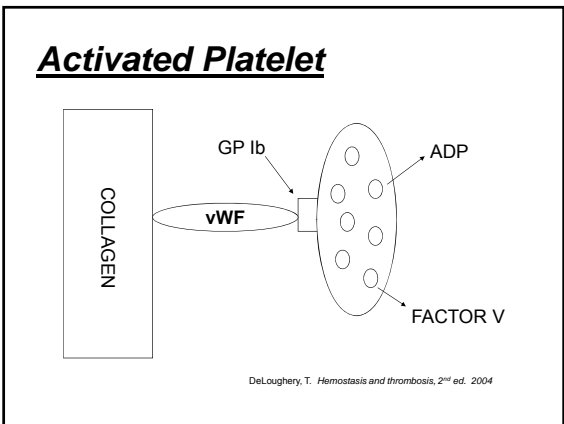 Activated Platelet
GP Ib
ADP
COLLAGEN
vWF
FACTOR V
DeLoughery, T. Hemostasis and thrombosis, 2nd ed. 2004